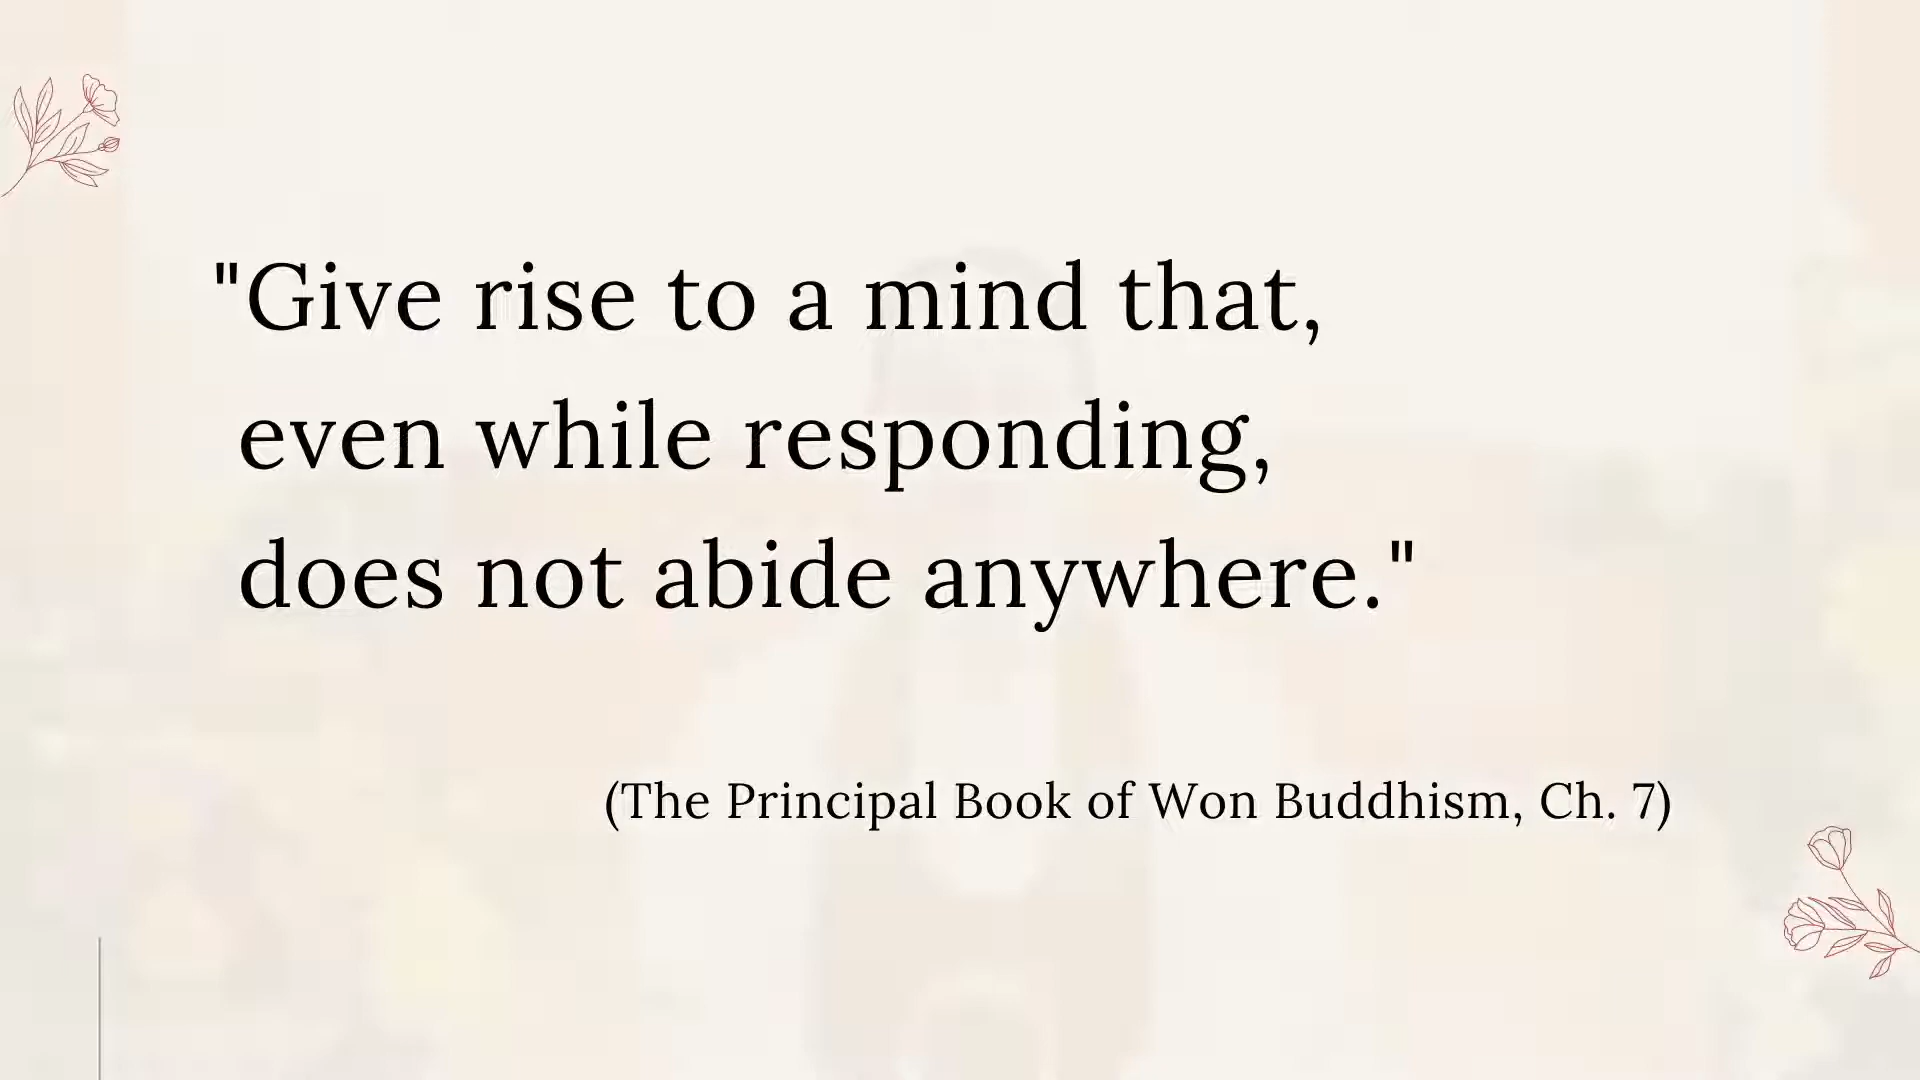 "Give rise to a mind that,
even while responding,
does not abide anywhere."
(The Principal Book of Won Buddhism, Ch. 7)